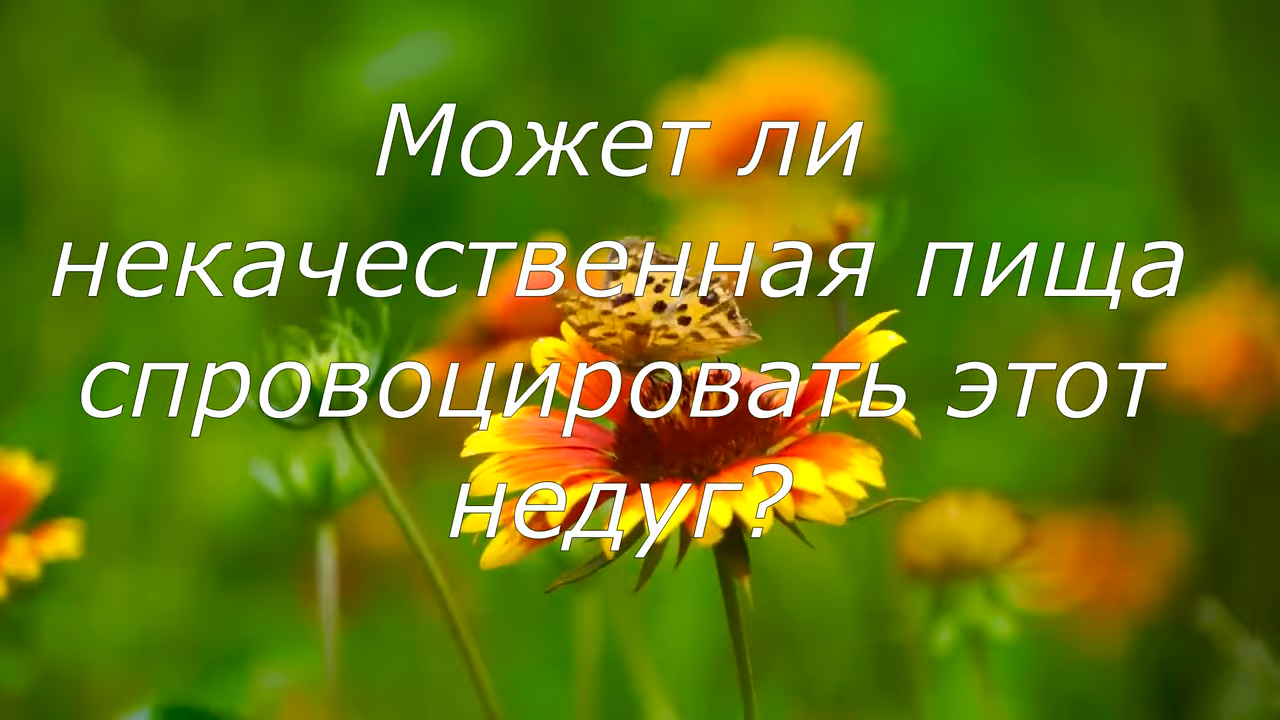 Может ли
некачественная пища
спровоцировать этот
недуг?